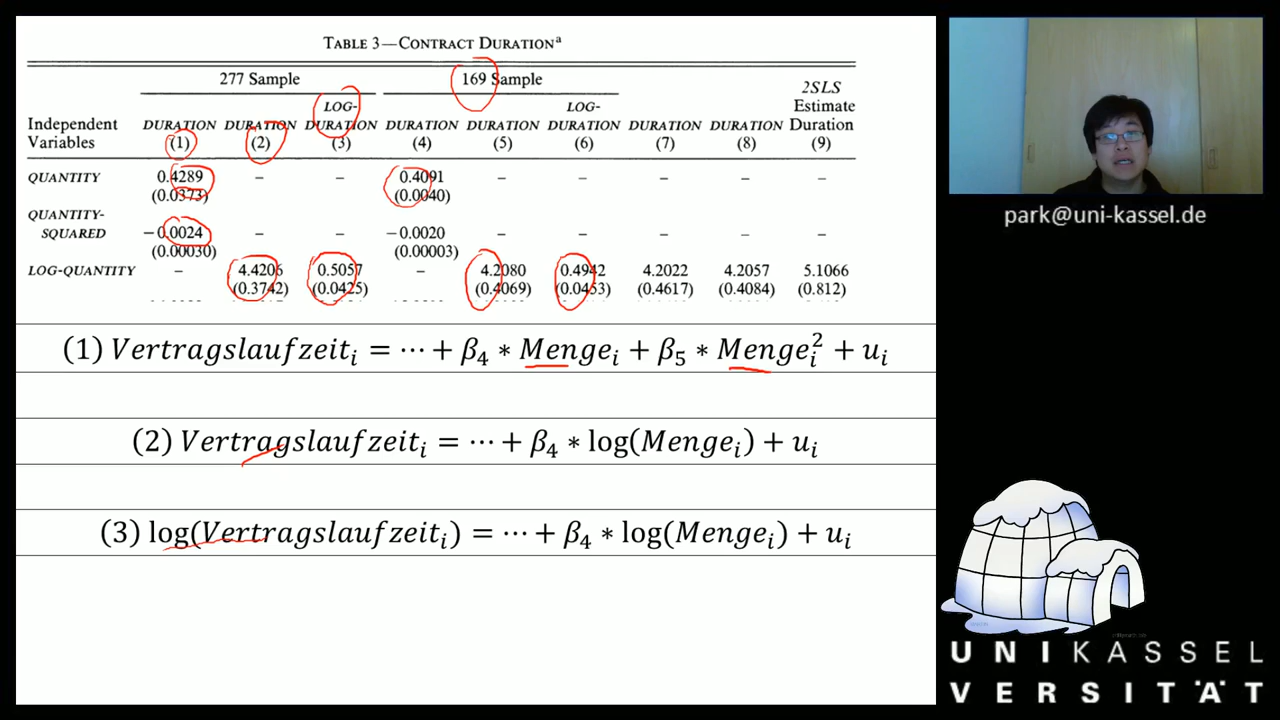 TABLE 3—CONTRACT DURATIONᵃ
277 Sample 169 Sample 2SLS
LOG- LOG- Estimate
Independent DURATION DURATION DURATION DURATION DURATION DURATION DURATION DURATION Duration
Variables (1) (2) (3) (4) (5) (6) (7) (8) (9)
QUANTITY 0.4289 – – 0.4091 – – – – –
(0.0373) (0.0040)
QUANTITY-
SQUARED −0.0024 – – −0.0020 – – – – –
(0.00030) (0.00003)
LOG-QUANTITY – 4.4206 0.5057 – 4.2080 0.4942 4.2022 4.2057 5.1066
(0.3742) (0.0425) (0.4069) (0.0453) (0.4617) (0.4084) (0.812)
(1) Vertragslaufzeitᵢ = ⋯ + β₄ * Mengeᵢ + β₅ * Mengeᵢ² + uᵢ
(2) Vertragslaufzeitᵢ = ⋯ + β₄ * log(Mengeᵢ) + uᵢ
(3) log(Vertragslaufzeitᵢ) = ⋯ + β₄ * log(Mengeᵢ) + uᵢ
park@uni-kassel.de
UNIKASSEL
VERSITÄT